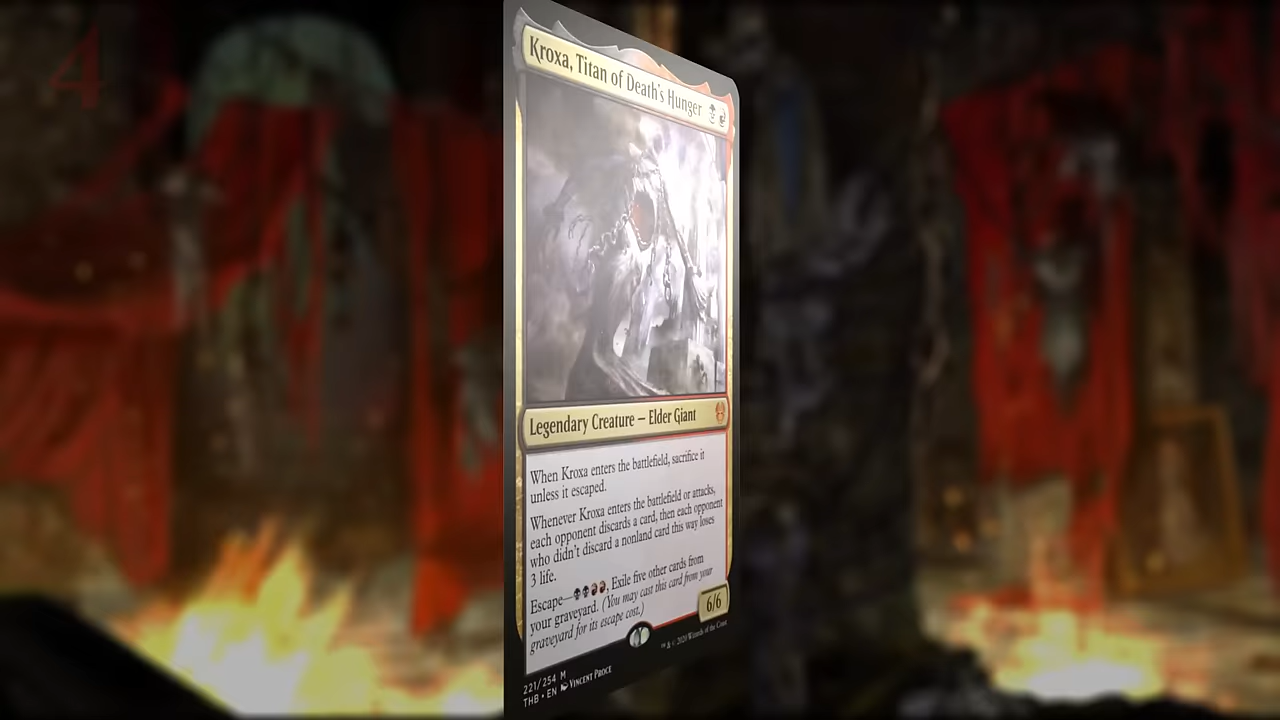 4
Kroxa, Titan of Death's Hunger
Legendary Creature — Elder Giant
When Kroxa enters the battlefield, sacrifice it
unless it escaped.
Whenever Kroxa enters the battlefield or attacks,
each opponent discards a card, then each opponent
who didn't discard a nonland card this way loses
3 life.
Escape—, Exile five other cards from
your graveyard. (You may cast this card from your
graveyard for its escape cost.)
6/6
221/254 M
THB • EN Vincent Proce
™ & © 2020 Wizards of the Coast